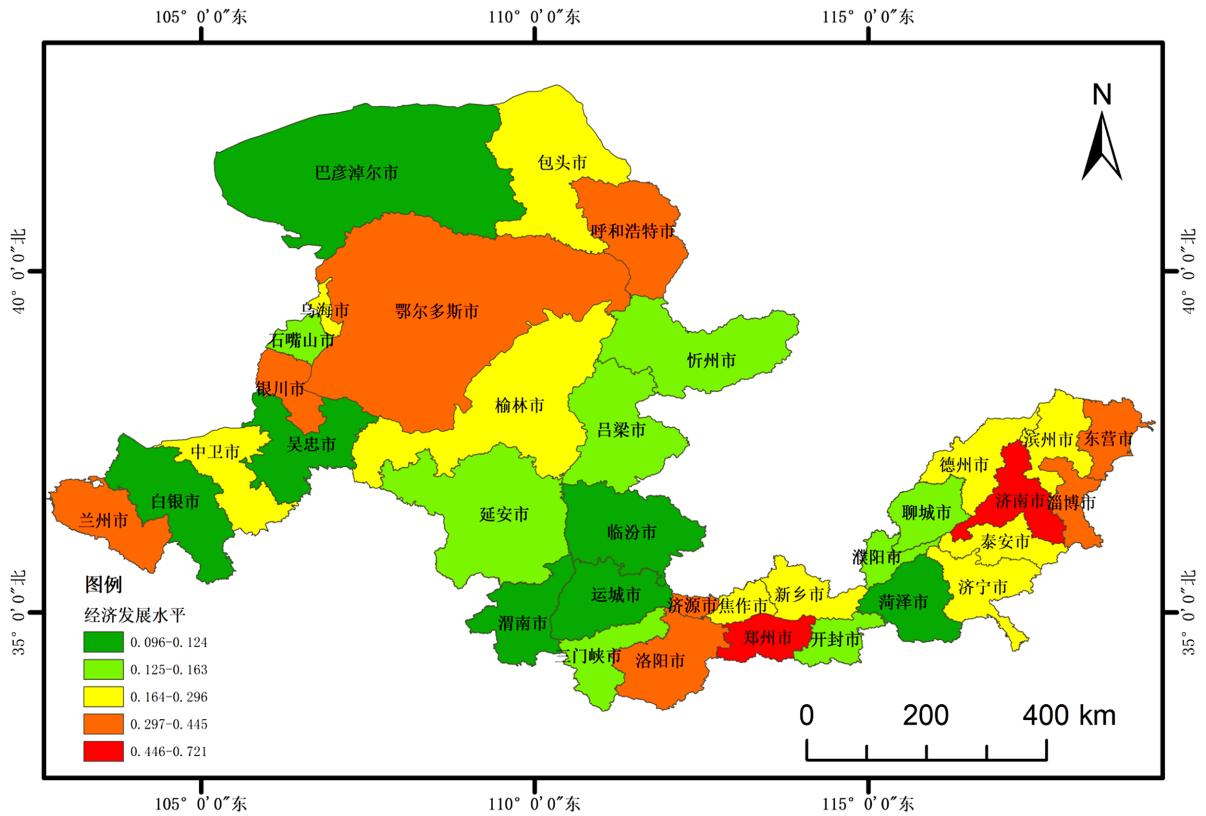 105° 0′0″东
110° 0′0″东
115° 0′0″东
N
40° 0′0″北
40° 0′0″北
35° 0′0″北
35° 0′0″北
巴彦淖尔市
包头市
呼和浩特市
乌海市
鄂尔多斯市
石嘴山市
忻州市
银川市
榆林市
吕梁市
吴忠市
中卫市
滨州市
东营市
德州市
白银市
济南市
淄博市
兰州市
延安市
聊城市
临汾市
泰安市
濮阳市
济宁市
运城市
济源市
焦作市
新乡市
菏泽市
渭南市
郑州市
开封市
三门峡市
洛阳市
图例
经济发展水平
0.096-0.124
0.125-0.163
0.164-0.296
0.297-0.445
0.446-0.721
0 200 400 km
105° 0′0″东
110° 0′0″东
115° 0′0″东